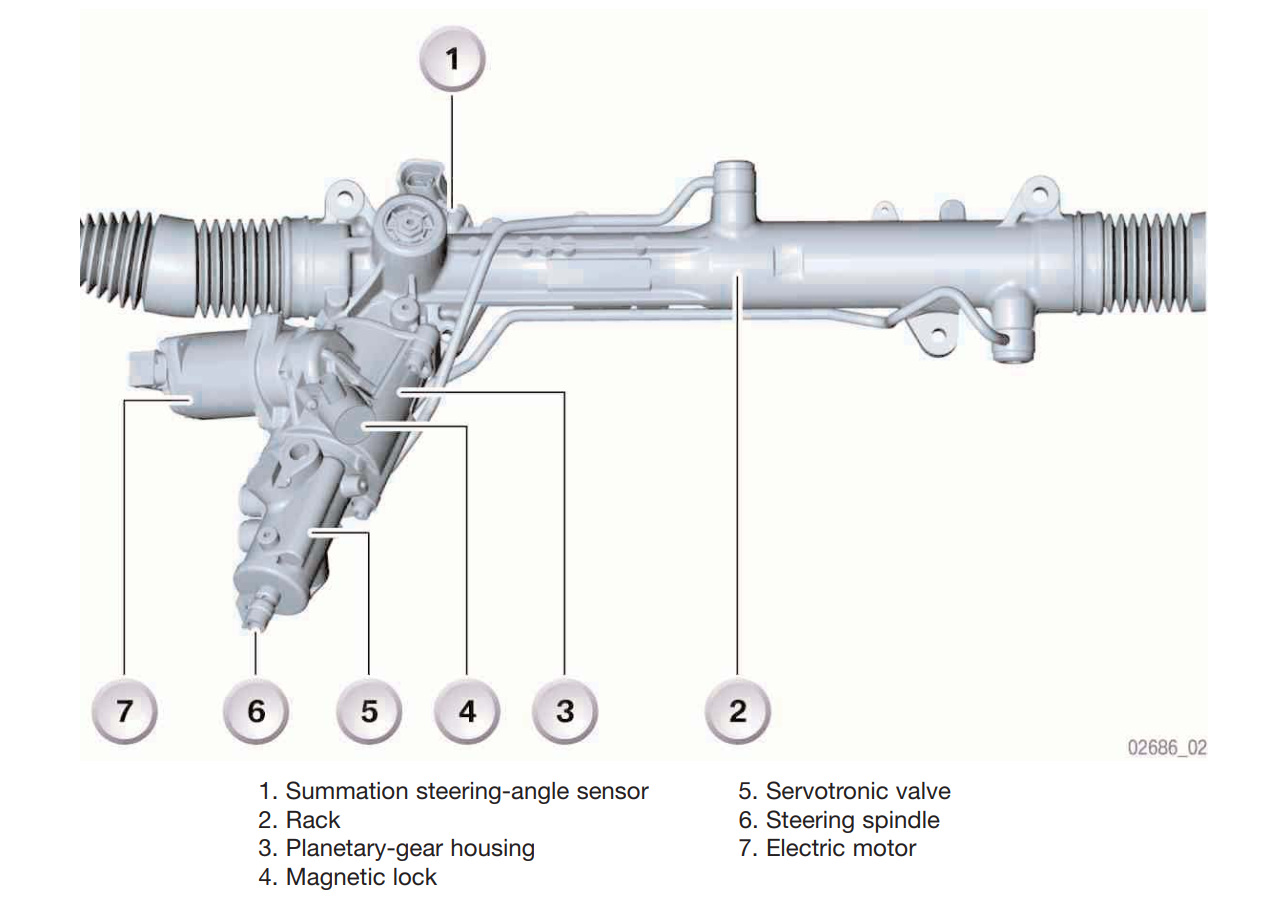 1
7
6
5
4
3
2
02686_02
1. Summation steering-angle sensor
2. Rack
3. Planetary-gear housing
4. Magnetic lock
5. Servotronic valve
6. Steering spindle
7. Electric motor